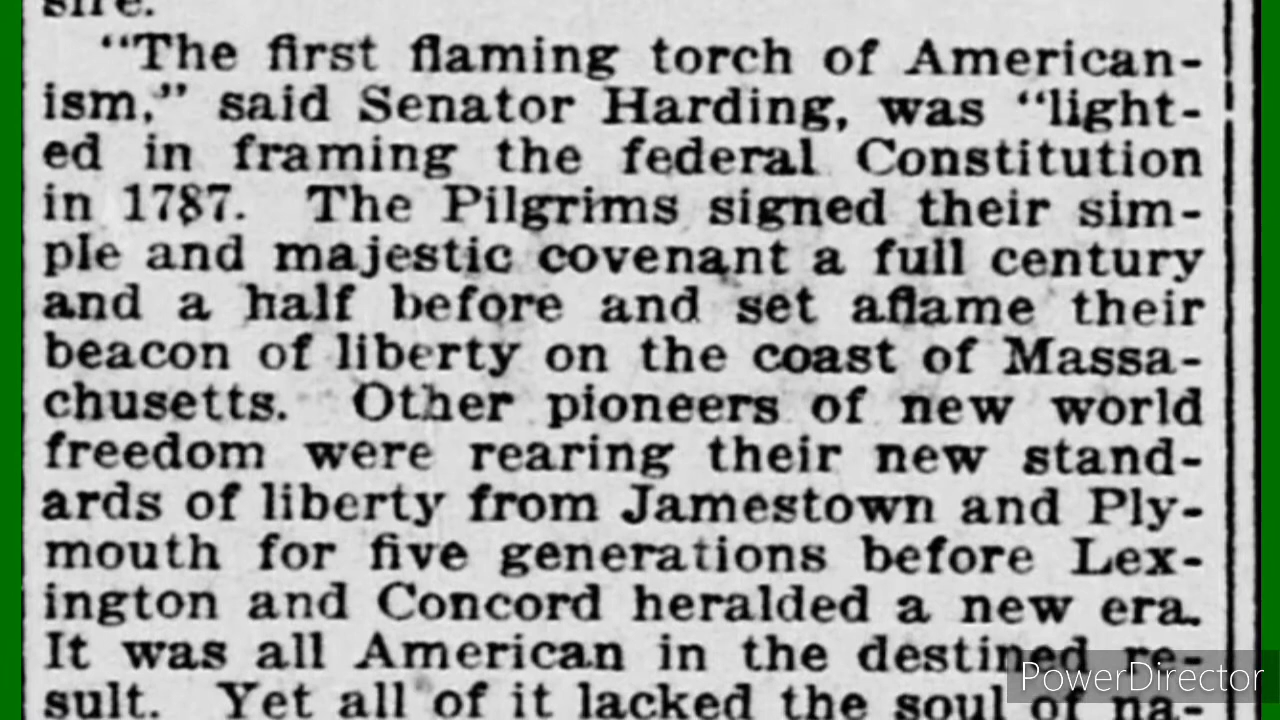 sire.
“The first flaming torch of American-
ism,” said Senator Harding, was “light-
ed in framing the federal Constitution
in 1787. The Pilgrims signed their sim-
ple and majestic covenant a full century
and a half before and set aflame their
beacon of liberty on the coast of Massa-
chusetts. Other pioneers of new world
freedom were rearing their new stand-
ards of liberty from Jamestown and Ply-
mouth for five generations before Lex-
ington and Concord heralded a new era.
It was all American in the destined re-
sult. Yet all of it lacked the soul of na-
PowerDirector